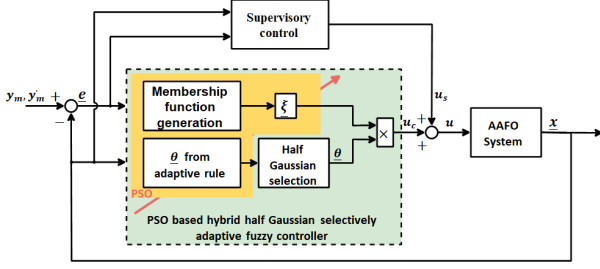 Supervisory
control
y_m, y'_m
+
−
e
Membership
function
generation
ξ
u_s
θ from
adaptive rule
Half
Gaussian
selection
θ
×
u_c
+
+
u
AAFO
System
x
PSO
PSO based hybrid half Gaussian selectively
adaptive fuzzy controller